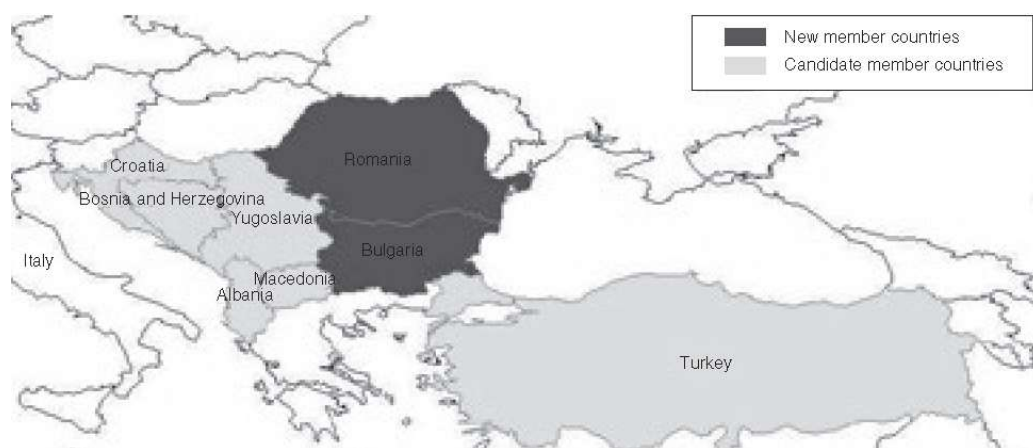 New member countries
Candidate member countries
Romania
Croatia
Bosnia and Herzegovina
Yugoslavia
Bulgaria
Italy
Macedonia
Albania
Turkey